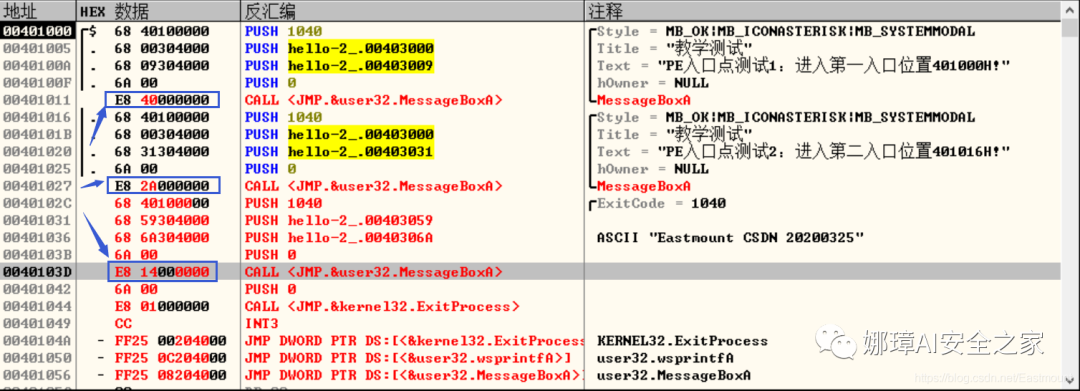 地址 HEX 数据 反汇编 注释
00401000 $ 68 40100000 PUSH 1040 Style = MB_OK|MB_ICONASTERISK|MB_SYSTEMMODAL
00401005 . 68 00304000 PUSH hello-2_.00403000 Title = "教学测试"
0040100A . 68 09304000 PUSH hello-2_.00403009 Text = "PE入口点测试1：进入第一入口位置401000H!"
0040100F . 6A 00 PUSH 0 hOwner = NULL
00401011 E8 40000000 CALL <JMP.&user32.MessageBoxA> MessageBoxA
00401016 . 68 40100000 PUSH 1040 Style = MB_OK|MB_ICONASTERISK|MB_SYSTEMMODAL
0040101B . 68 00304000 PUSH hello-2_.00403000 Title = "教学测试"
00401020 . 68 31304000 PUSH hello-2_.00403031 Text = "PE入口点测试2：进入第二入口位置401016H!"
00401025 . 6A 00 PUSH 0 hOwner = NULL
00401027 E8 2A000000 CALL <JMP.&user32.MessageBoxA> MessageBoxA
0040102C 68 40100000 PUSH 1040 ExitCode = 1040
00401031 68 59304000 PUSH hello-2_.00403059
00401036 68 6A304000 PUSH hello-2_.0040306A ASCII "Eastmount CSDN 20200325"
0040103B 6A 00 PUSH 0
0040103D E8 14000000 CALL <JMP.&user32.MessageBoxA>
00401042 6A 00 PUSH 0
00401044 E8 01000000 CALL <JMP.&kernel32.ExitProcess>
00401049 CC INT3
0040104A - FF25 00204000 JMP DWORD PTR DS:[<&kernel32.ExitProcess KERNEL32.ExitProcess
00401050 - FF25 0C204000 JMP DWORD PTR DS:[<&user32.wsprintfA>] user32.wsprintfA
00401056 - FF25 08204000 JMP DWORD PTR DS:[<&user32.MessageBoxA>] user32.MessageBoxA
娜璋AI安全之家